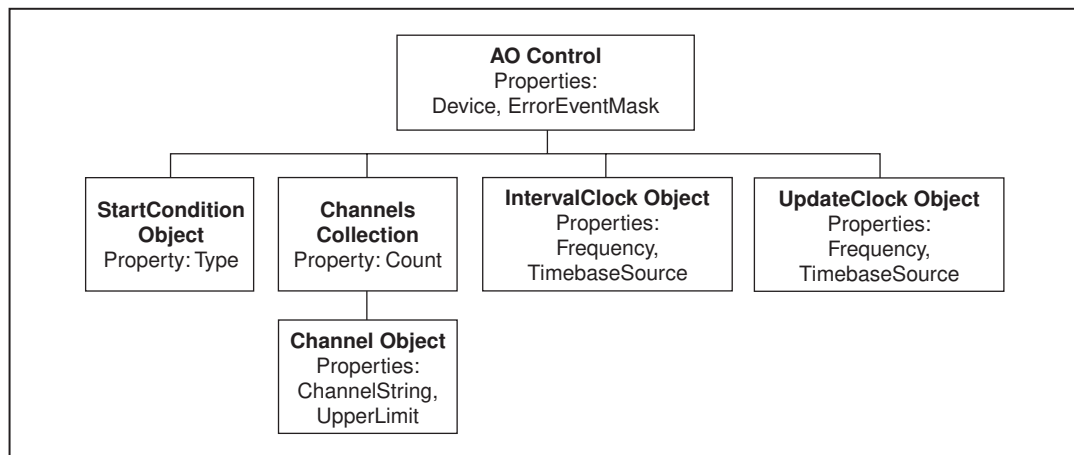 AO Control
Properties:
Device, ErrorEventMask
StartCondition
Object
Property: Type
Channels
Collection
Property: Count
IntervalClock Object
Properties:
Frequency,
TimebaseSource
UpdateClock Object
Properties:
Frequency,
TimebaseSource
Channel Object
Properties:
ChannelString,
UpperLimit